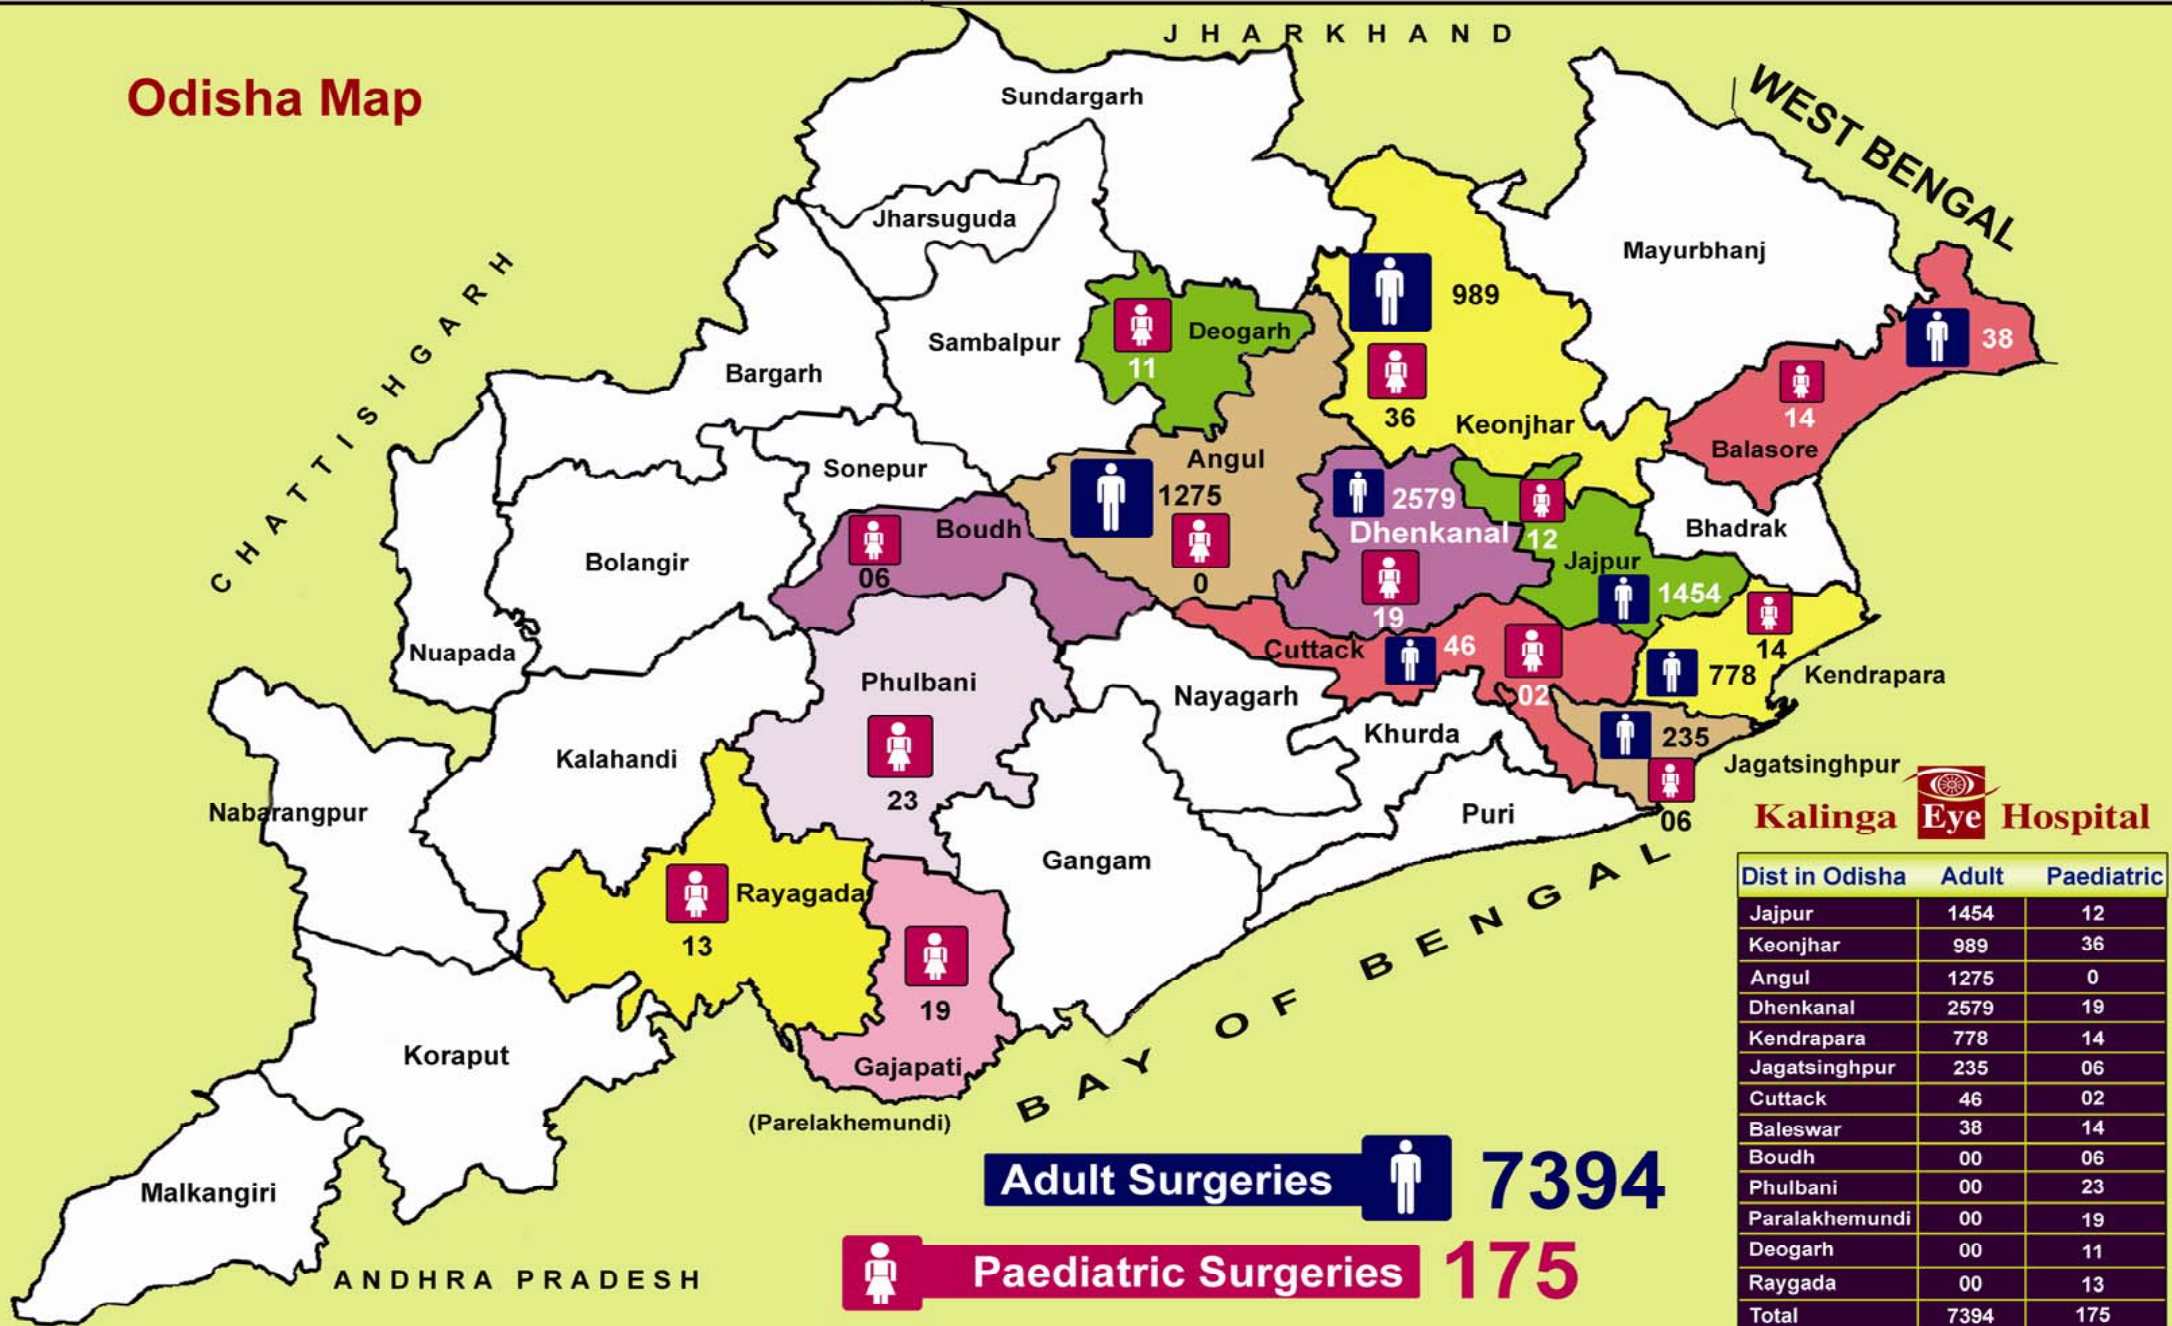 JHARKHAND
Odisha Map
WEST BENGAL
CHATTISHGARH
Sundargarh
Jharsuguda
Mayurbhanj
989
Sambalpur
Deogarh
11
38
Bargarh
36
Keonjhar
14
Balasore
Angul
1275
0
Sonepur
Boudh
06
2579
Dhenkanal
19
12
Jajpur
1454
Bhadrak
Bolangir
Nuapada
Cuttack
46
02
14
778
Kendrapara
Phulbani
23
Nayagarh
Khurda
235
Jagatsinghpur
06
Kalahandi
Nabarangpur
Puri
Gangam
Rayagada
13
19
Gajapati
(Parelakhemundi)
Koraput
Malkangiri
BAY OF BENGAL
ANDHRA PRADESH
Adult Surgeries 7394
Paediatric Surgeries 175
Kalinga Eye Hospital
Dist in Odisha Adult Paediatric
Jajpur 1454 12
Keonjhar 989 36
Angul 1275 0
Dhenkanal 2579 19
Kendrapara 778 14
Jagatsinghpur 235 06
Cuttack 46 02
Baleswar 38 14
Boudh 00 06
Phulbani 00 23
Paralakhemundi 00 19
Deogarh 00 11
Raygada 00 13
Total 7394 175